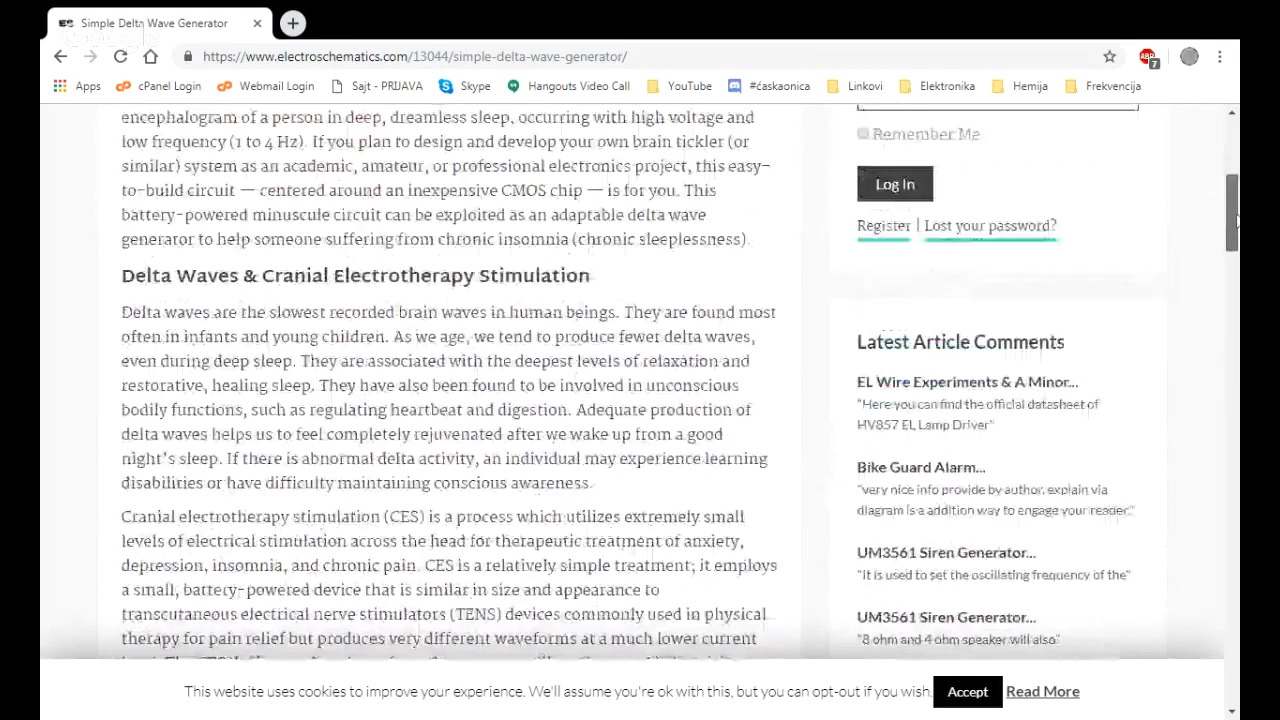 ES Simple Delta Wave Generator
https://www.electroschematics.com/13044/simple-delta-wave-generator/
ABP 7
Apps cPanel Login Webmail Login Sajt - PRIJAVA Skype Hangouts Video Call YouTube #ćaskaonica Linkovi Elektronika Hemija Frekvencija
encephalogram of a person in deep, dreamless sleep, occurring with high voltage and
low frequency (1 to 4 Hz). If you plan to design and develop your own brain tickler (or
similar) system as an academic, amateur, or professional electronics project, this easy-
to-build circuit — centered around an inexpensive CMOS chip — is for you. This
battery-powered minuscule circuit can be exploited as an adaptable delta wave
generator to help someone suffering from chronic insomnia (chronic sleeplessness).
Delta Waves & Cranial Electrotherapy Stimulation
Delta waves are the slowest recorded brain waves in human beings. They are found most
often in infants and young children. As we age, we tend to produce fewer delta waves,
even during deep sleep. They are associated with the deepest levels of relaxation and
restorative, healing sleep. They have also been found to be involved in unconscious
bodily functions, such as regulating heartbeat and digestion. Adequate production of
delta waves helps us to feel completely rejuvenated after we wake up from a good
night's sleep. If there is abnormal delta activity, an individual may experience learning
disabilities or have difficulty maintaining conscious awareness.
Cranial electrotherapy stimulation (CES) is a process which utilizes extremely small
levels of electrical stimulation across the head for therapeutic treatment of anxiety,
depression, insomnia, and chronic pain. CES is a relatively simple treatment; it employs
a small, battery-powered device that is similar in size and appearance to
transcutaneous electrical nerve stimulators (TENS) devices commonly used in physical
therapy for pain relief but produces very different waveforms at a much lower current
Remember Me
Log In
Register | Lost your password?
Latest Article Comments
EL Wire Experiments & A Minor...
"Here you can find the official datasheet of
HV857 EL Lamp Driver"
Bike Guard Alarm...
"very nice info provide by author. explain via
diagram is a addition way to engage your reader."
UM3561 Siren Generator...
"It is used to set the oscillating frequency of the"
UM3561 Siren Generator...
"8 ohm and 4 ohm speaker will also"
This website uses cookies to improve your experience. We'll assume you're ok with this, but you can opt-out if you wish. Accept Read More